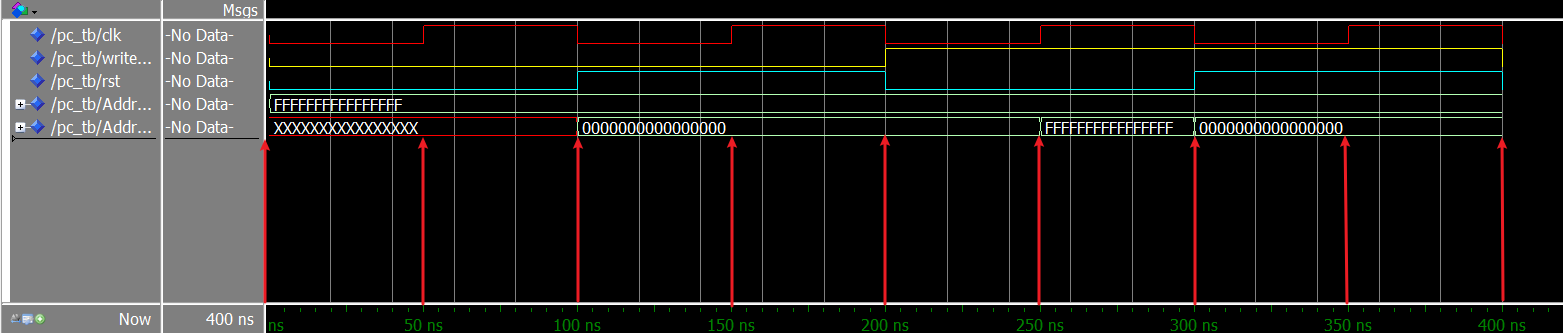 Msgs
/pc_tb/clk -No Data-
/pc_tb/write... -No Data-
/pc_tb/rst -No Data-
/pc_tb/Addr... -No Data- FFFFFFFFFFFFFFFF
/pc_tb/Addr... -No Data- XXXXXXXXXXXXXXXX 0000000000000000 FFFFFFFFFFFFFFFF 0000000000000000
Now 400 ns ns 50 ns 100 ns 150 ns 200 ns 250 ns 300 ns 350 ns 400 ns